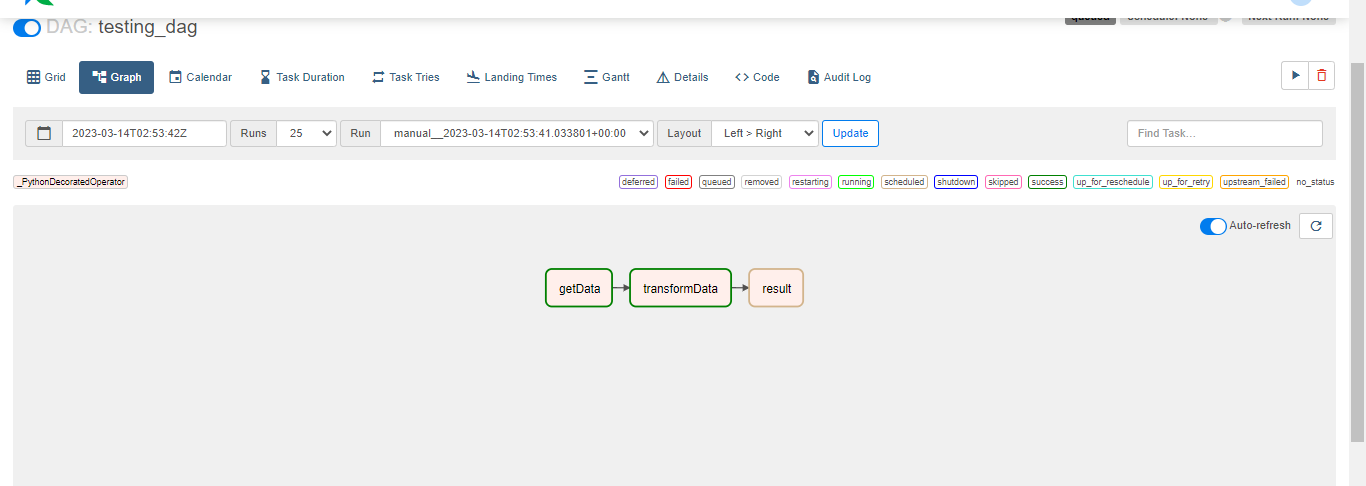 queued Schedule: None Next Run: None
DAG: testing_dag
Grid Graph Calendar Task Duration Task Tries Landing Times Gantt Details Code Audit Log
2023-03-14T02:53:42Z Runs 25 Run manual__2023-03-14T02:53:41.033801+00:00 Layout Left > Right Update Find Task...
_PythonDecoratedOperator deferred failed queued removed restarting running scheduled shutdown skipped success up_for_reschedule up_for_retry upstream_failed no_status
Auto-refresh
getData transformData result